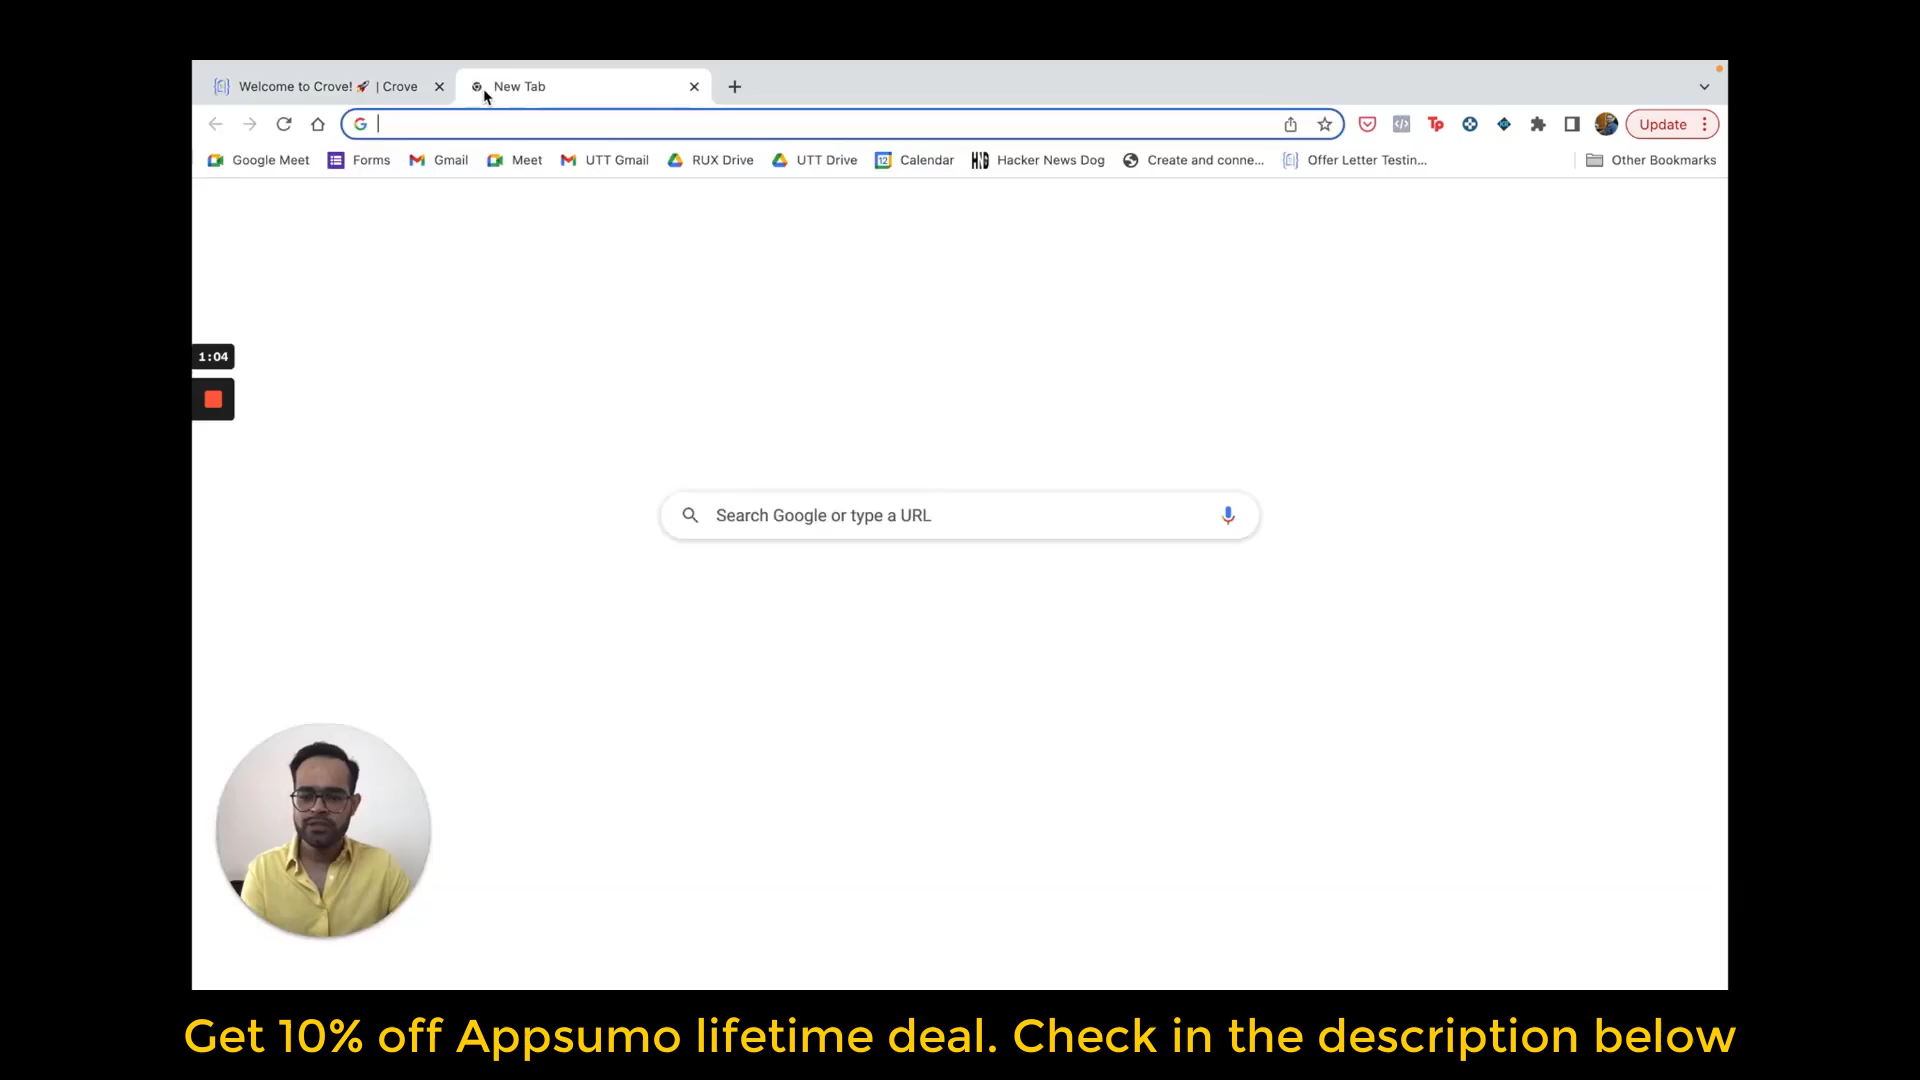 Welcome to Crove! 🚀 | Crove
New Tab
Update
Google Meet
Forms
Gmail
Meet
UTT Gmail
RUX Drive
UTT Drive
12
Calendar
Hacker News Dog
Create and conne...
Offer Letter Testin...
Other Bookmarks
1:04
Search Google or type a URL
Get 10% off Appsumo lifetime deal. Check in the description below